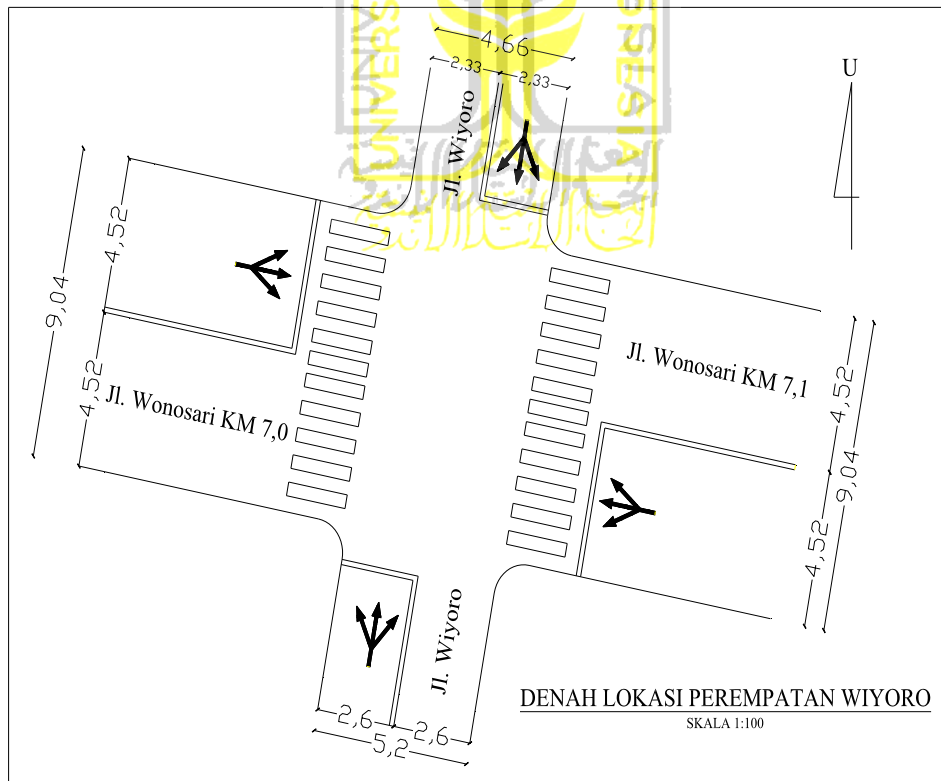 4,66
2,33
2,33
U
Jl. Wiyoro
4,52
9,04
4,52
Jl. Wonosari KM 7,0
Jl. Wonosari KM 7,1
4,52
9,04
4,52
Jl. Wiyoro
2,6
2,6
5,2
DENAH LOKASI PEREMPATAN WIYORO
SKALA 1:100